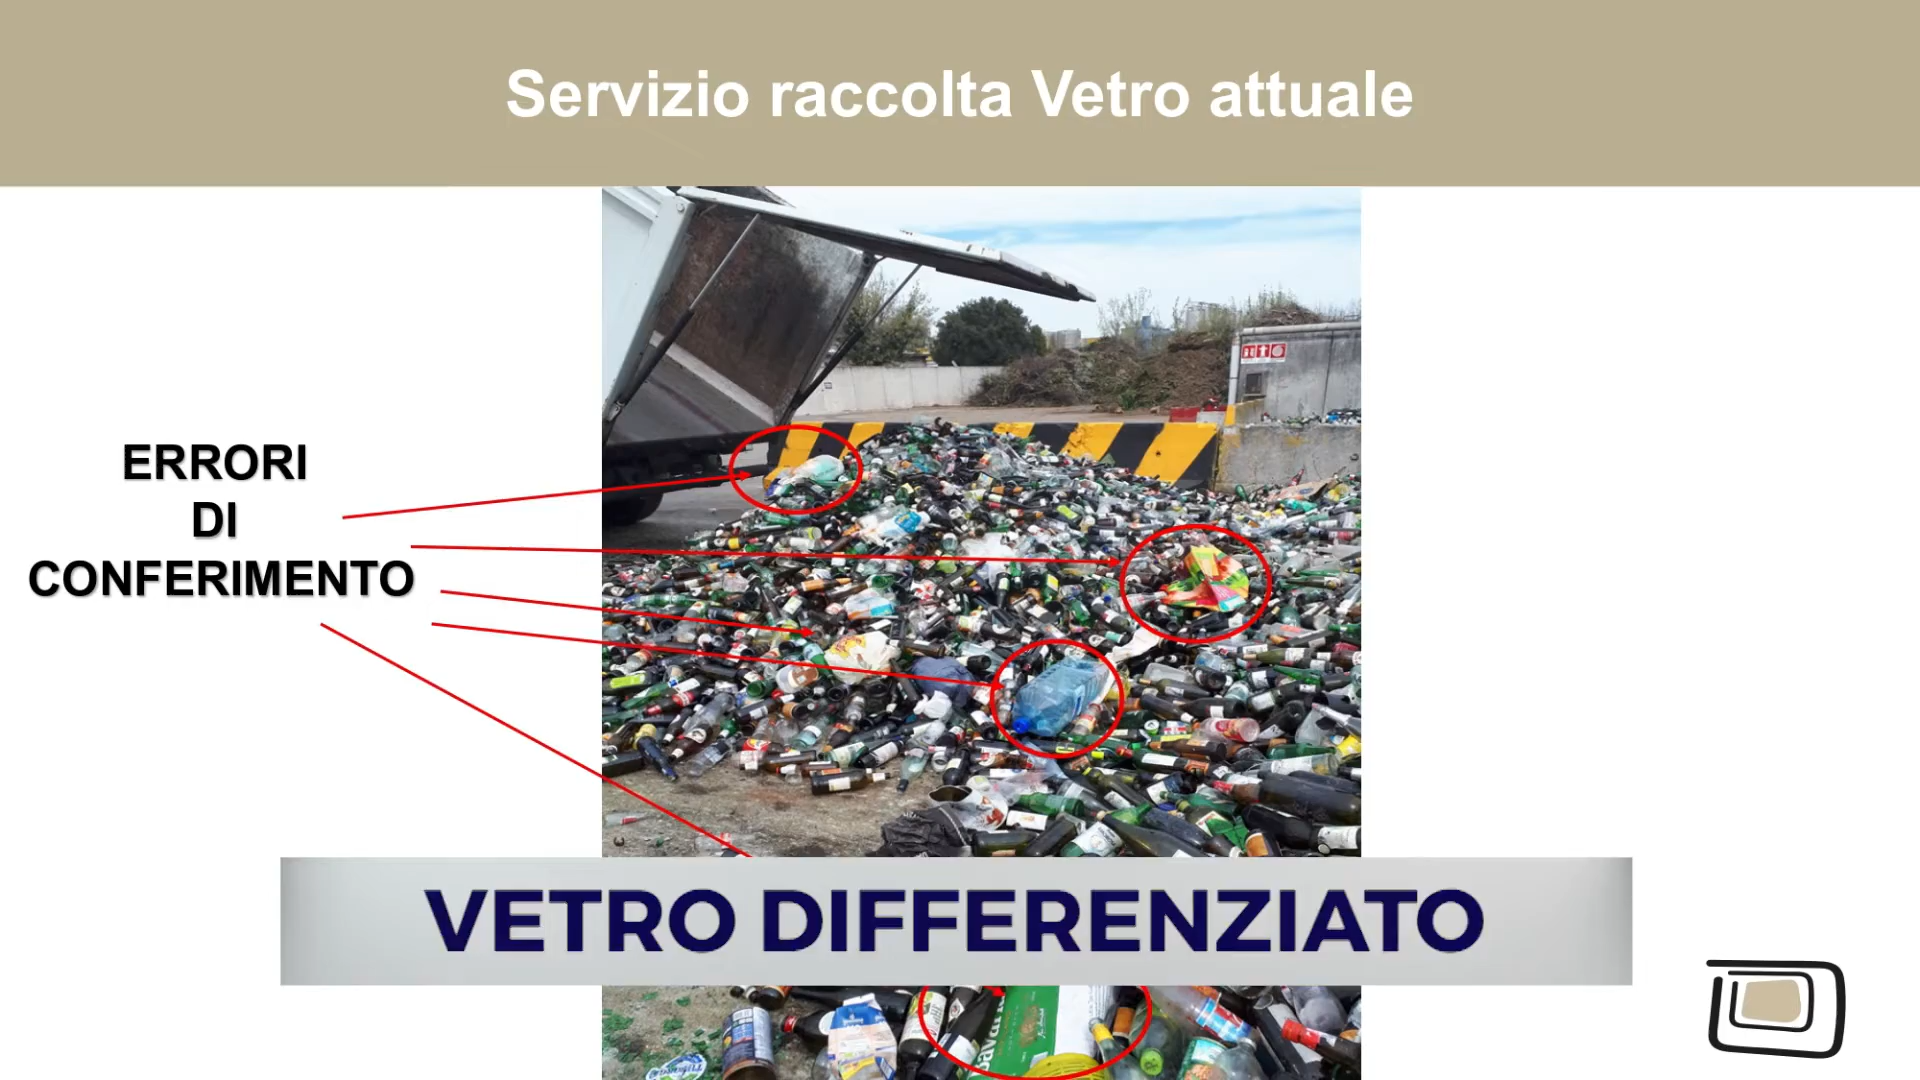 Servizio raccolta Vetro attuale
ERRORI
DI
CONFERIMENTO
VETRO DIFFERENZIATO